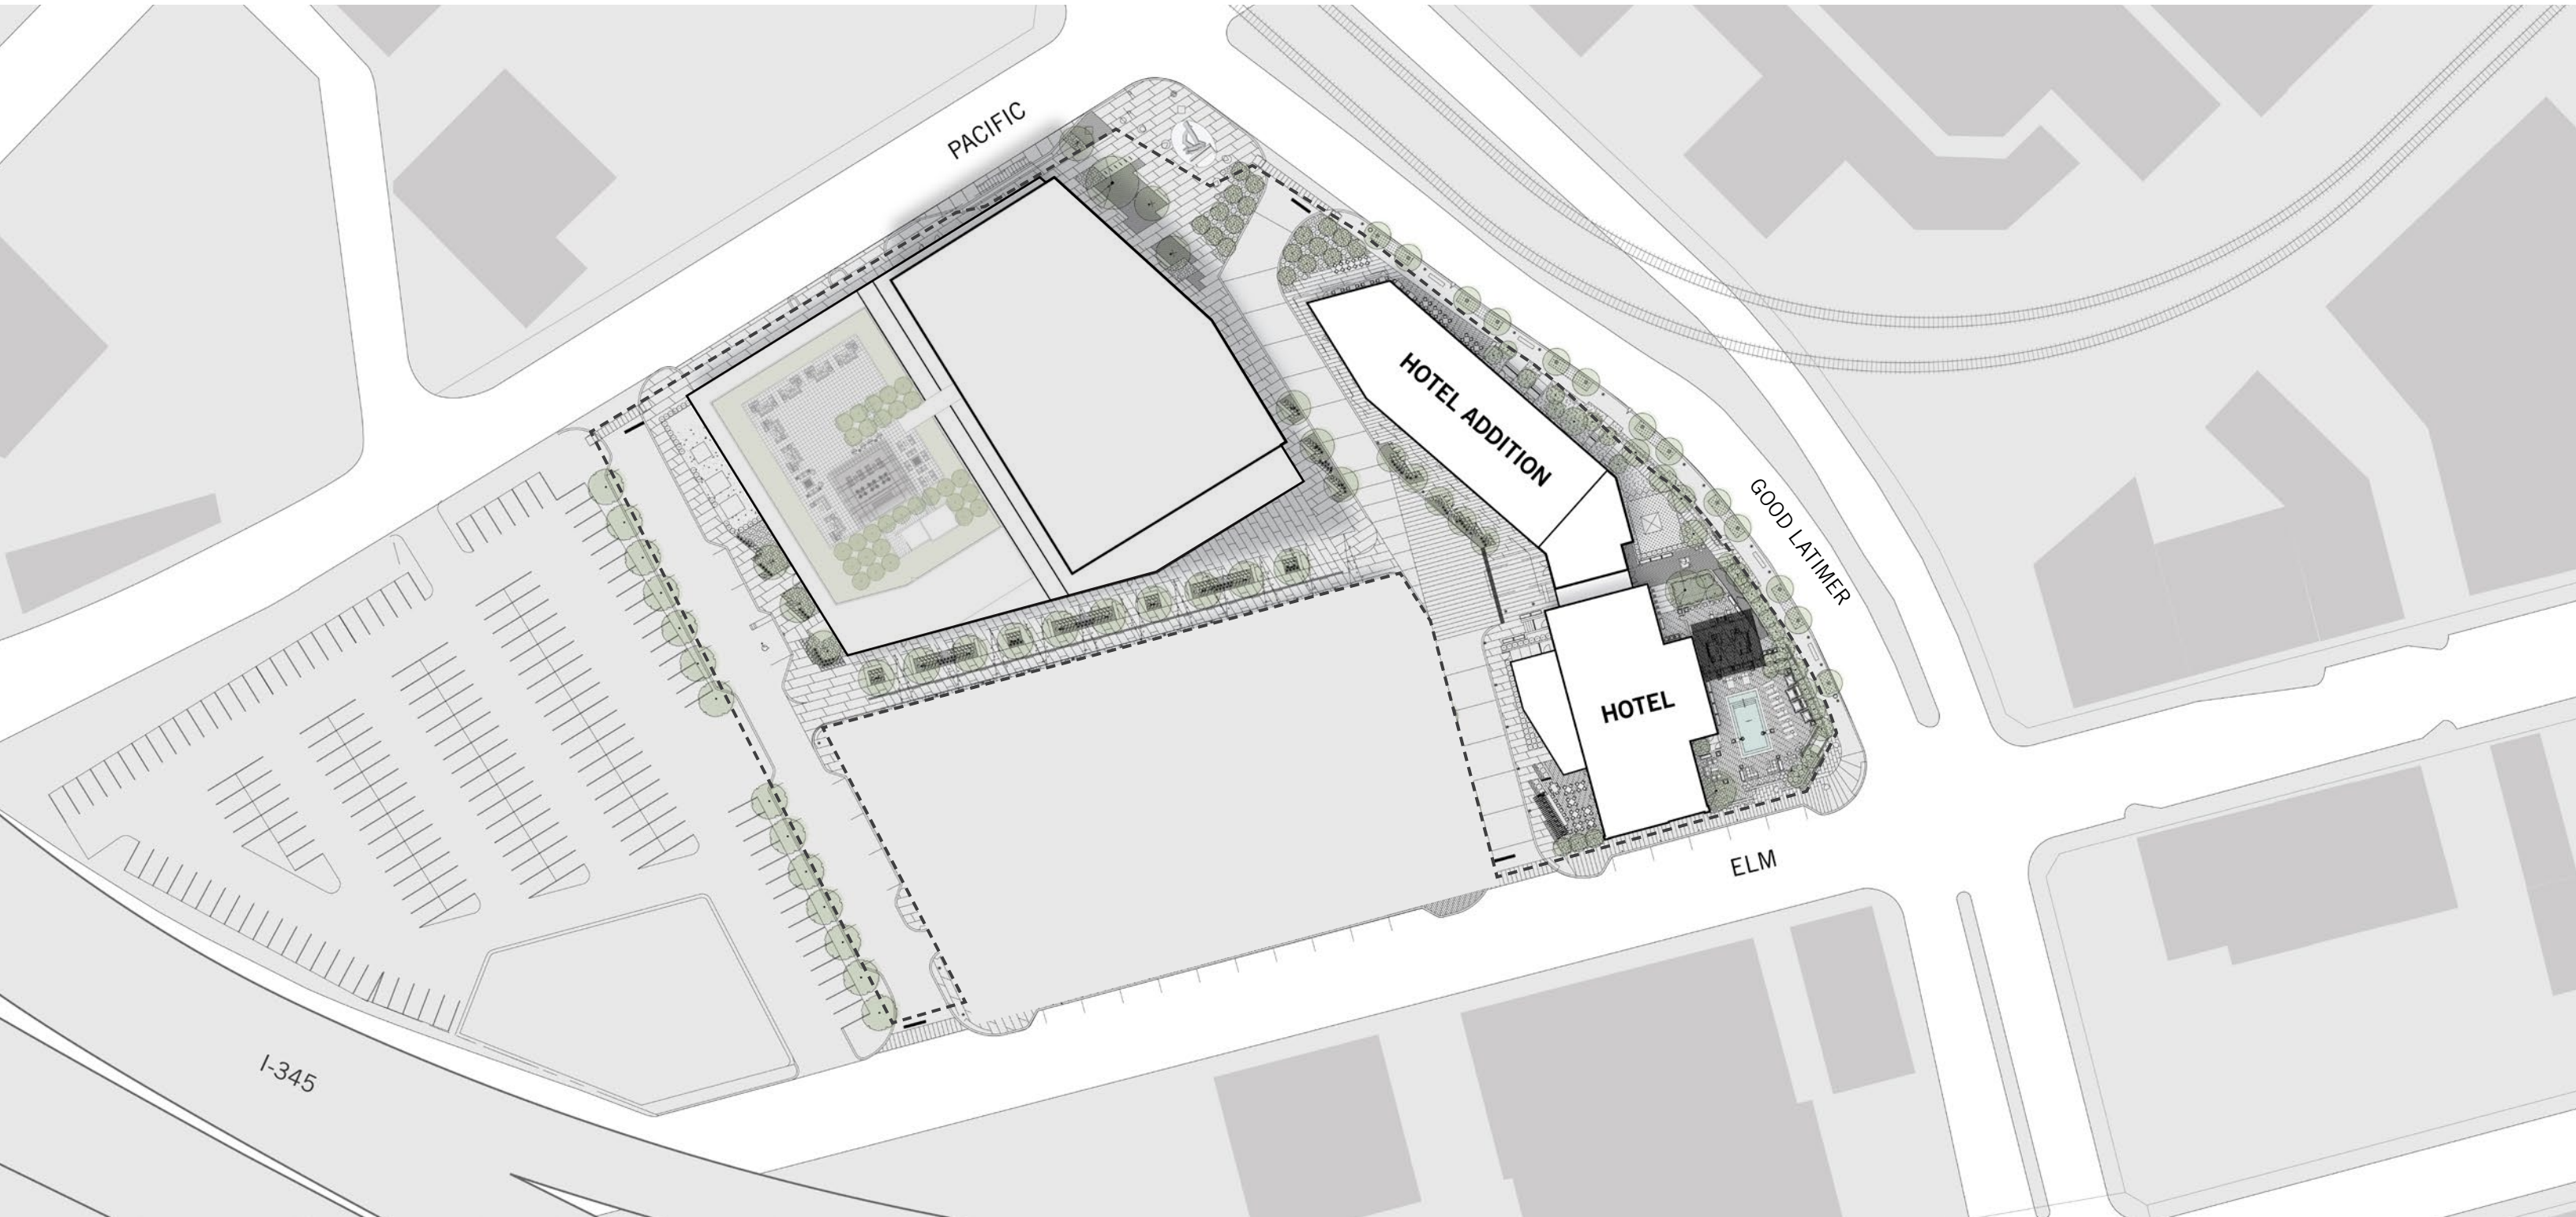 PACIFIC
HOTEL ADDITION
GOOD LATIMER
HOTEL
ELM
I-345